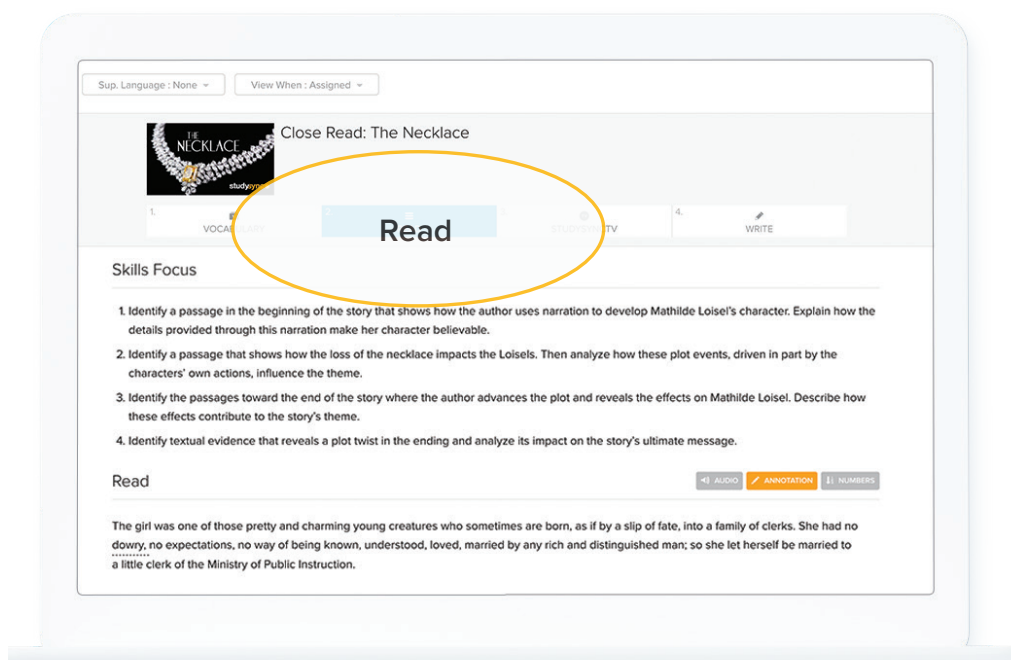 Sup. Language : None
View When : Assigned
THE
NECKLACE
studysync
Close Read: The Necklace
1.
VOCABULARY
2.
Read
STUDYSYNC TV
4.
WRITE
Skills Focus
1. Identify a passage in the beginning of the story that shows how the author uses narration to develop Mathilde Loisel's character. Explain how the
details provided through this narration make her character believable.
2. Identify a passage that shows how the loss of the necklace impacts the Loisels. Then analyze how these plot events, driven in part by the
characters' own actions, influence the theme.
3. Identify the passages toward the end of the story where the author advances the plot and reveals the effects on Mathilde Loisel. Describe how
these effects contribute to the story's theme.
4. Identify textual evidence that reveals a plot twist in the ending and analyze its impact on the story's ultimate message.
Read
AUDIO
ANNOTATION
NUMBERS
The girl was one of those pretty and charming young creatures who sometimes are born, as if by a slip of fate, into a family of clerks. She had no
dowry, no expectations, no way of being known, understood, loved, married by any rich and distinguished man; so she let herself be married to
a little clerk of the Ministry of Public Instruction.